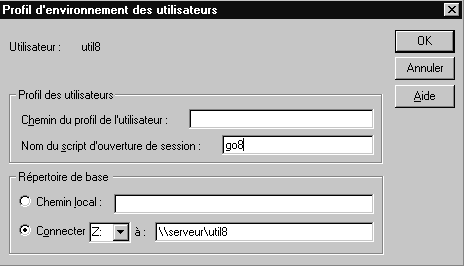 Profil d'environnement des utilisateurs
Utilisateur : util8
OK
Annuler
Aide
Profil des utilisateurs
Chemin du profil de l'utilisateur :
Nom du script d'ouverture de session : go8
Répertoire de base
Chemin local :
Connecter Z: à : \\serveur\util8